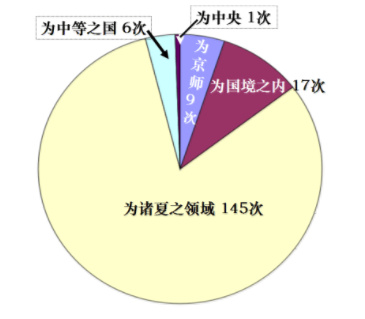 为中央 1次
为中等之国 6次
为京师9次
为国境之内 17次
为诸夏之领域 145次